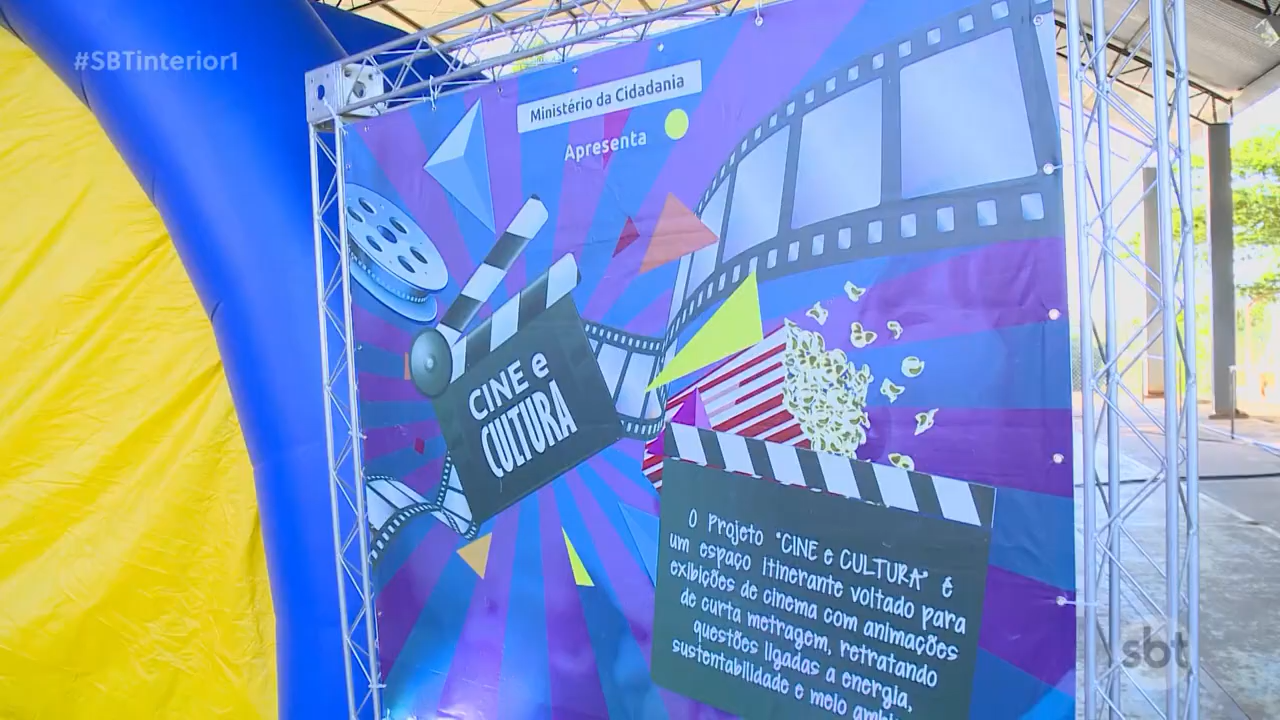 #SBTinterior1
Ministério da Cidadania
Apresenta
CINE e
CULTURA
O Projeto "CINE e CULTURA" é
um espaço itinerante voltado para
exibições de cinema com animações
de curta metragem, retratando
questões ligadas a energia,
sustentabilidade e meio
sbt